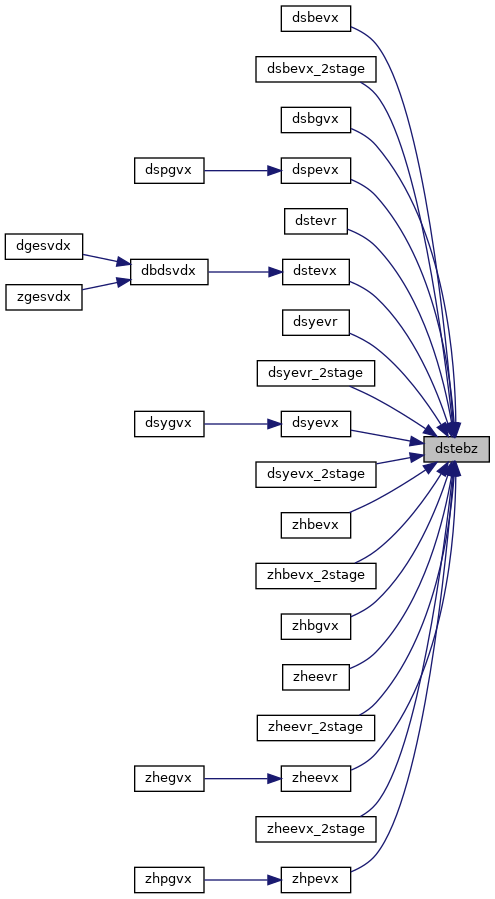 dsbevx
dsbevx_2stage
dsbgvx
dspgvx
dspevx
dstevr
dgesvdx
dbdsvdx
dstevx
zgesvdx
dsyevr
dsyevr_2stage
dsygvx
dsyevx
dstebz
dsyevx_2stage
zhbevx
zhbevx_2stage
zhbgvx
zheevr
zheevr_2stage
zhegvx
zheevx
zheevx_2stage
zhpgvx
zhpevx